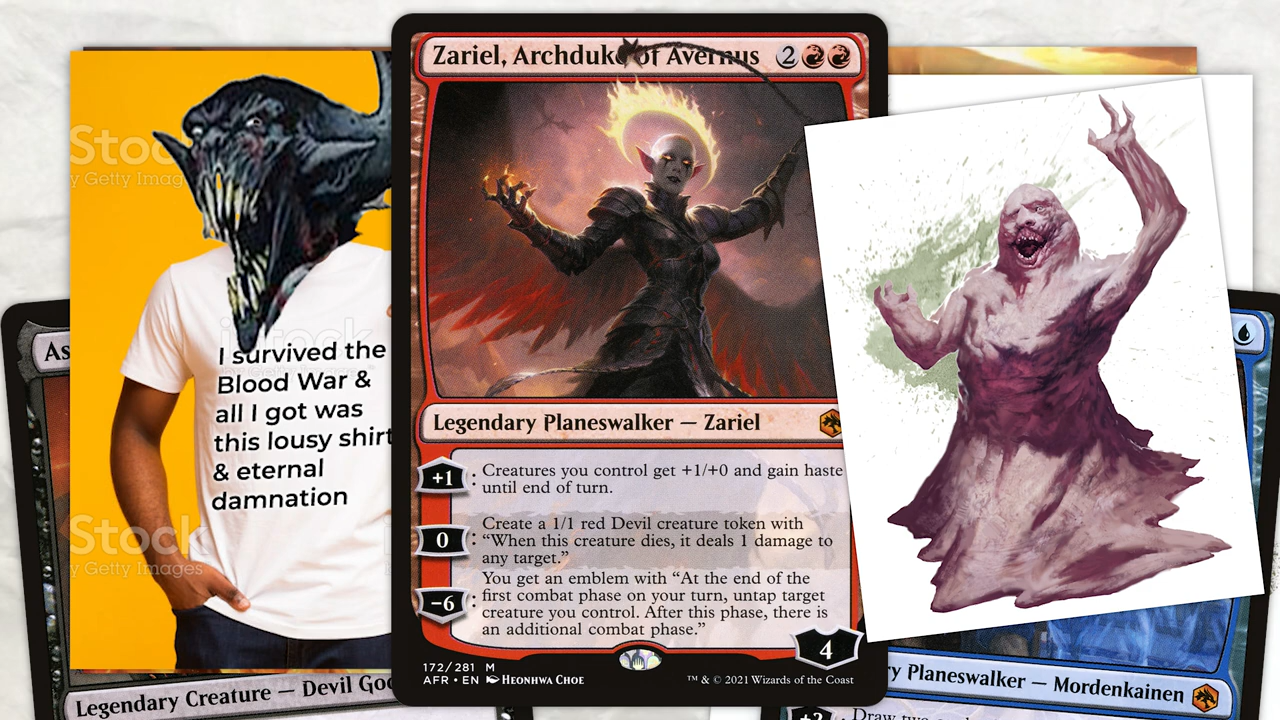 Stock
y Getty Images
iStock
I survived the
Blood War &
all I got was
this lousy shirt
& eternal
damnation
Stock
y Getty Images
As
Legendary Creature — Devil God
Zariel, Archduke of Avernus 2
Legendary Planeswalker — Zariel
+1 : Creatures you control get +1/+0 and gain haste
until end of turn.
0 : Create a 1/1 red Devil creature token with
“When this creature dies, it deals 1 damage to
any target.”
−6 : You get an emblem with “At the end of the
first combat phase on your turn, untap target
creature you control. After this phase, there is
an additional combat phase.”
4
172/281 M
AFR • EN Heonhwa Choe
™ & © 2021 Wizards of the Coast
ry Planeswalker — Mordenkainen
+2 : Draw two